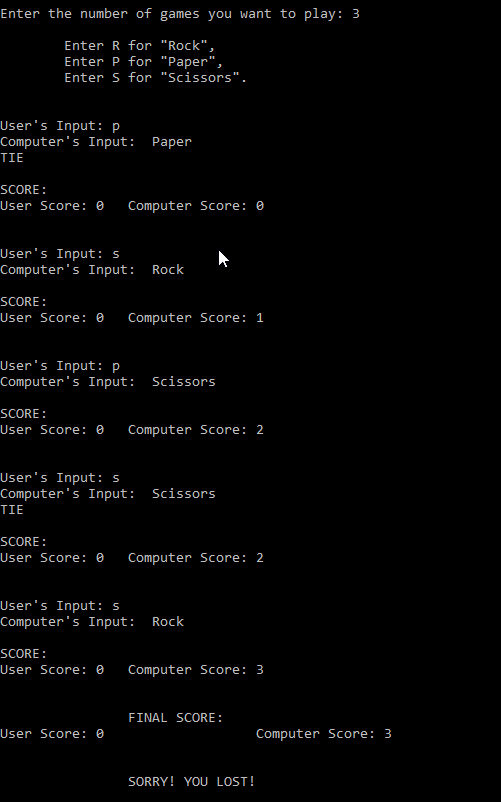 Enter the number of games you want to play: 3
Enter R for "Rock",
Enter P for "Paper",
Enter S for "Scissors".
User's Input: p
Computer's Input:  Paper
TIE
SCORE:
User Score: 0   Computer Score: 0
User's Input: s
Computer's Input:  Rock
SCORE:
User Score: 0   Computer Score: 1
User's Input: p
Computer's Input:  Scissors
SCORE:
User Score: 0   Computer Score: 2
User's Input: s
Computer's Input:  Scissors
TIE
SCORE:
User Score: 0   Computer Score: 2
User's Input: s
Computer's Input:  Rock
SCORE:
User Score: 0   Computer Score: 3
FINAL SCORE:
User Score: 0                   Computer Score: 3
SORRY! YOU LOST!